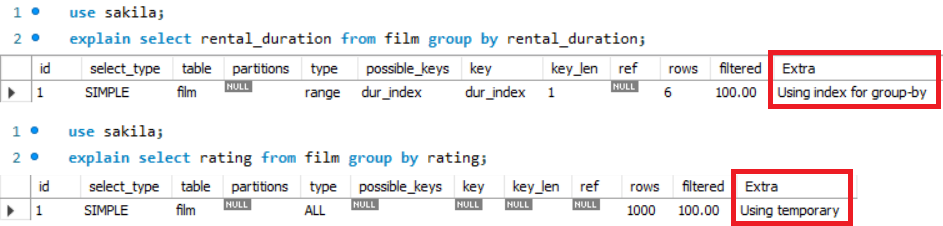 1 use sakila;
2 explain select rental_duration from film group by rental_duration;
id select_type table partitions type possible_keys key key_len ref rows filtered Extra
1 SIMPLE film NULL range dur_index dur_index 1 NULL 6 100.00 Using index for group-by
1 use sakila;
2 explain select rating from film group by rating;
id select_type table partitions type possible_keys key key_len ref rows filtered Extra
1 SIMPLE film NULL ALL NULL NULL NULL NULL 1000 100.00 Using temporary